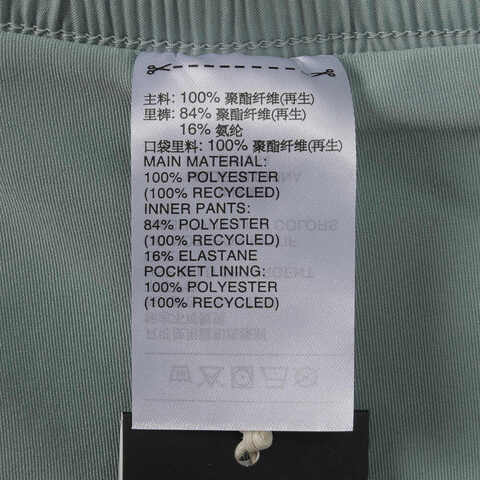 主料: 100% 聚酯纤维(再生)
里裤: 84% 聚酯纤维(再生)
16% 氨纶
口袋里料: 100% 聚酯纤维(再生)
MAIN MATERIAL:
100% POLYESTER
(100% RECYCLED)
INNER PANTS:
84% POLYESTER
(100% RECYCLED)
16% ELASTANE
POCKET LINING:
100% POLYESTER
(100% RECYCLED)